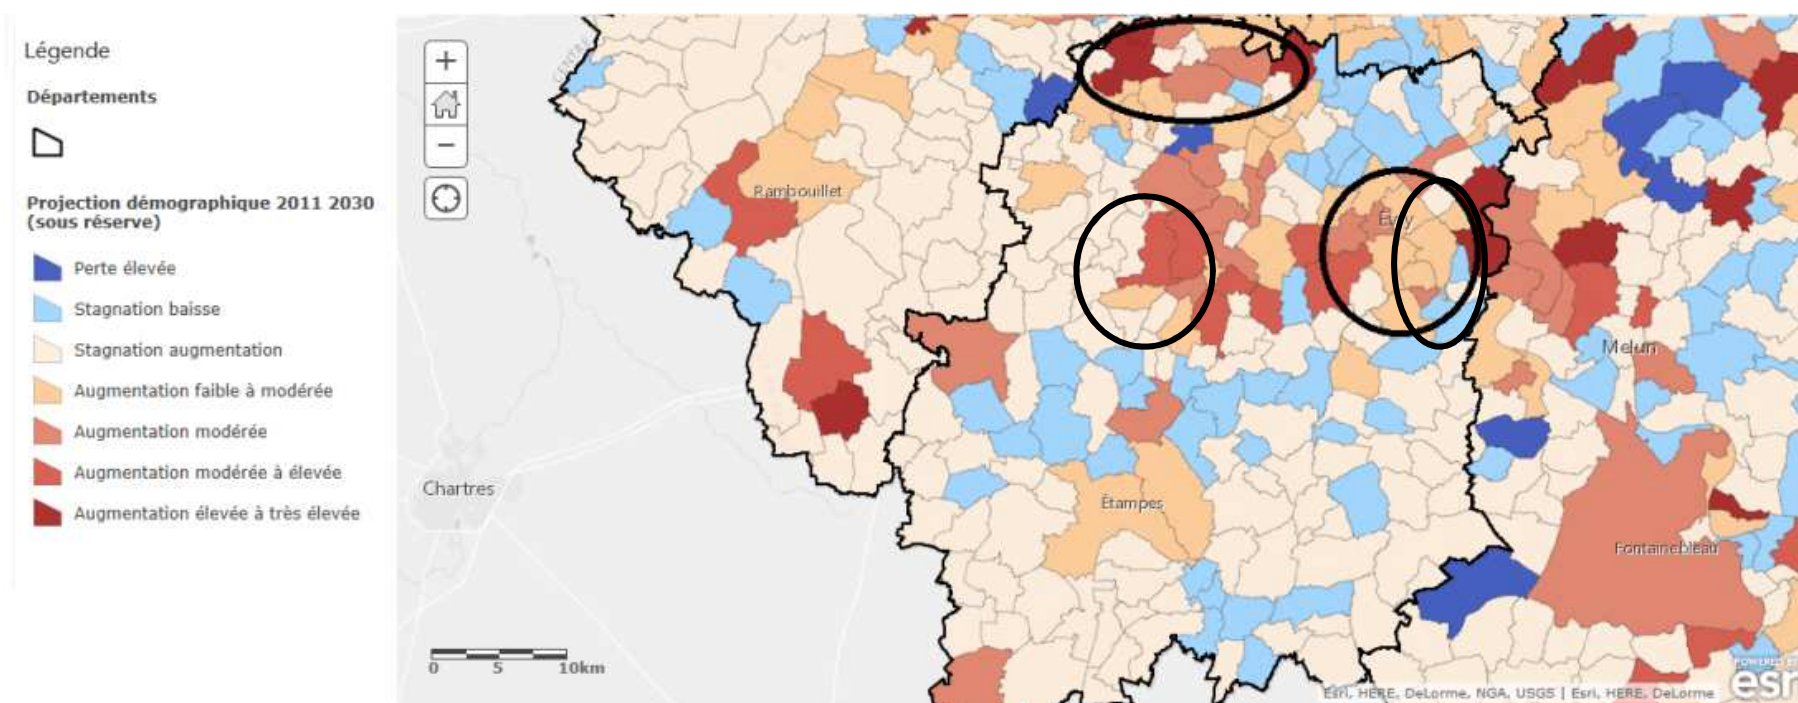 Légende
Départements
Projection démographique 2011 2030
(sous réserve)
Perte élevée
Stagnation baisse
Stagnation augmentation
Augmentation faible à modérée
Augmentation modérée
Augmentation modérée à élevée
Augmentation élevée à très élevée
+
−
Rambouillet
Évry
Melun
Chartres
Étampes
Fontainebleau
0 5 10km
Esri, HERE, DeLorme, NGA, USGS | Esri, HERE, DeLorme
POWERED
esri